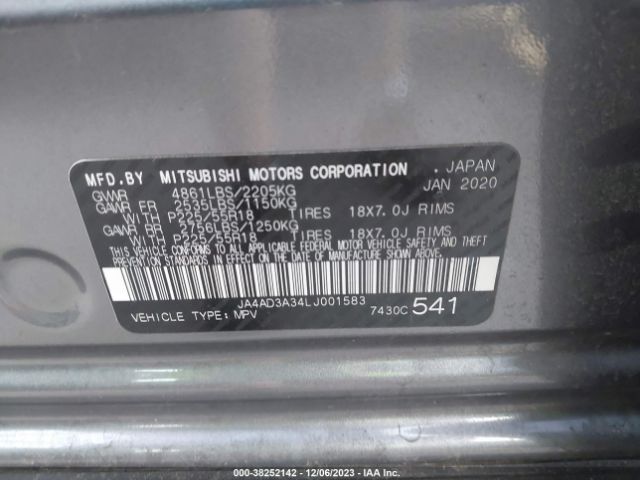 MFD.BY MITSUBISHI MOTORS CORPORATION . JAPAN
GVWR 4861LBS/2205KG JAN 2020
GAWR FR 2535LBS/1150KG
WITH P225/55R18 TIRES 18X7.0J RIMS
GAWR RR 2756LBS/1250KG
WITH P225/55R18 TIRES 18X7.0J RIMS
THIS VEHICLE CONFORMS TO ALL APPLICABLE FEDERAL MOTOR VEHICLE SAFETY AND THEFT
PREVENTION STANDARDS IN EFFECT ON THE DATE OF MANUFACTURE SHOWN ABOVE.
JA4AD3A34LJ001583
VEHICLE TYPE: MPV 7430C 541
000-38252142 - 12/06/2023 - IAA Inc.